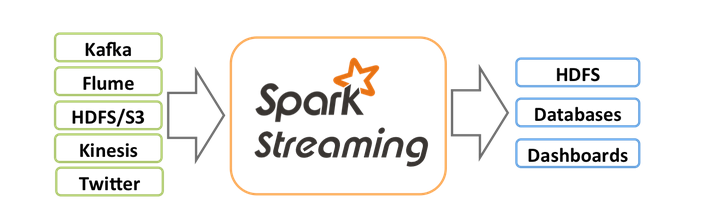 Kafka
Flume
HDFS/S3
Kinesis
Twitter
Spark
Streaming
HDFS
Databases
Dashboards